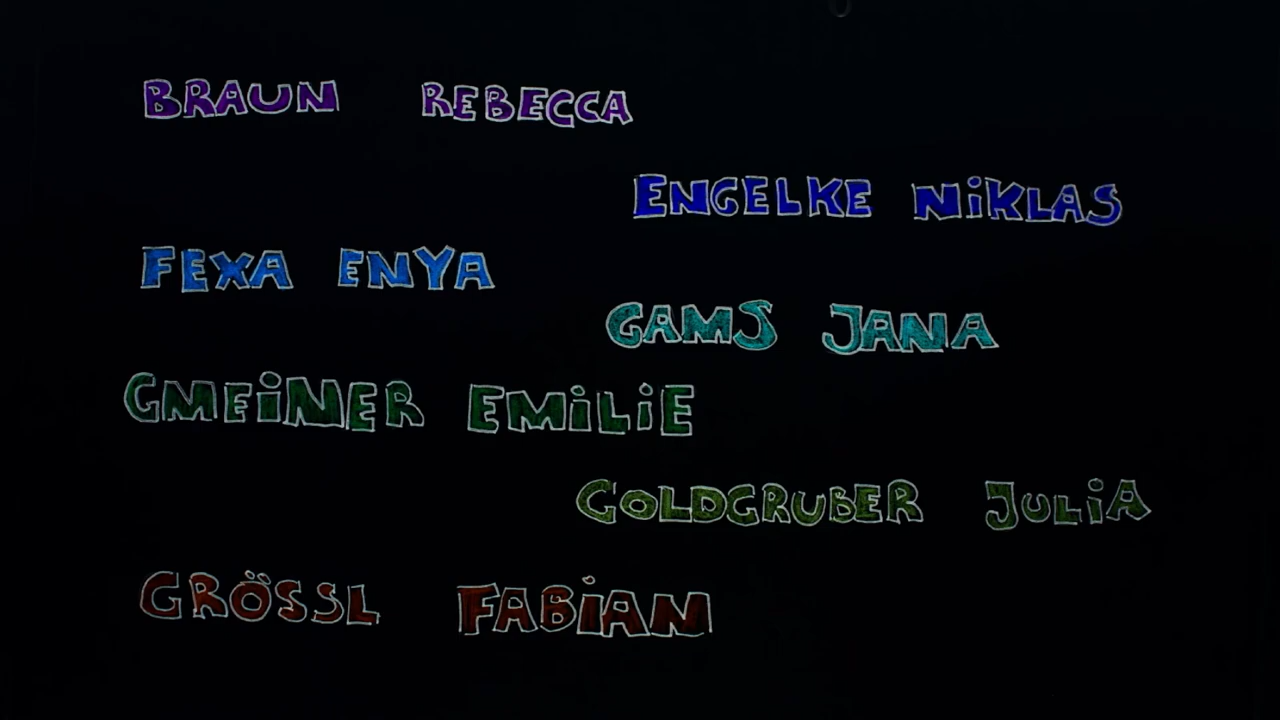 BRAUN REBECCA
ENGELKE NiKLAS
FEXA ENYA
GAMS JANA
GMEiNER EMiLiE
GOLDGRUBER JULiA
GRÖSSL FABiAN